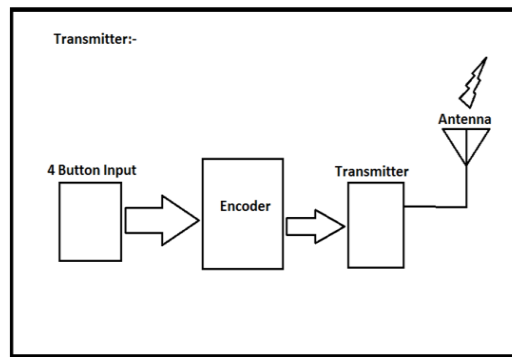 Transmitter:-
Antenna
4 Button Input
Transmitter
Encoder